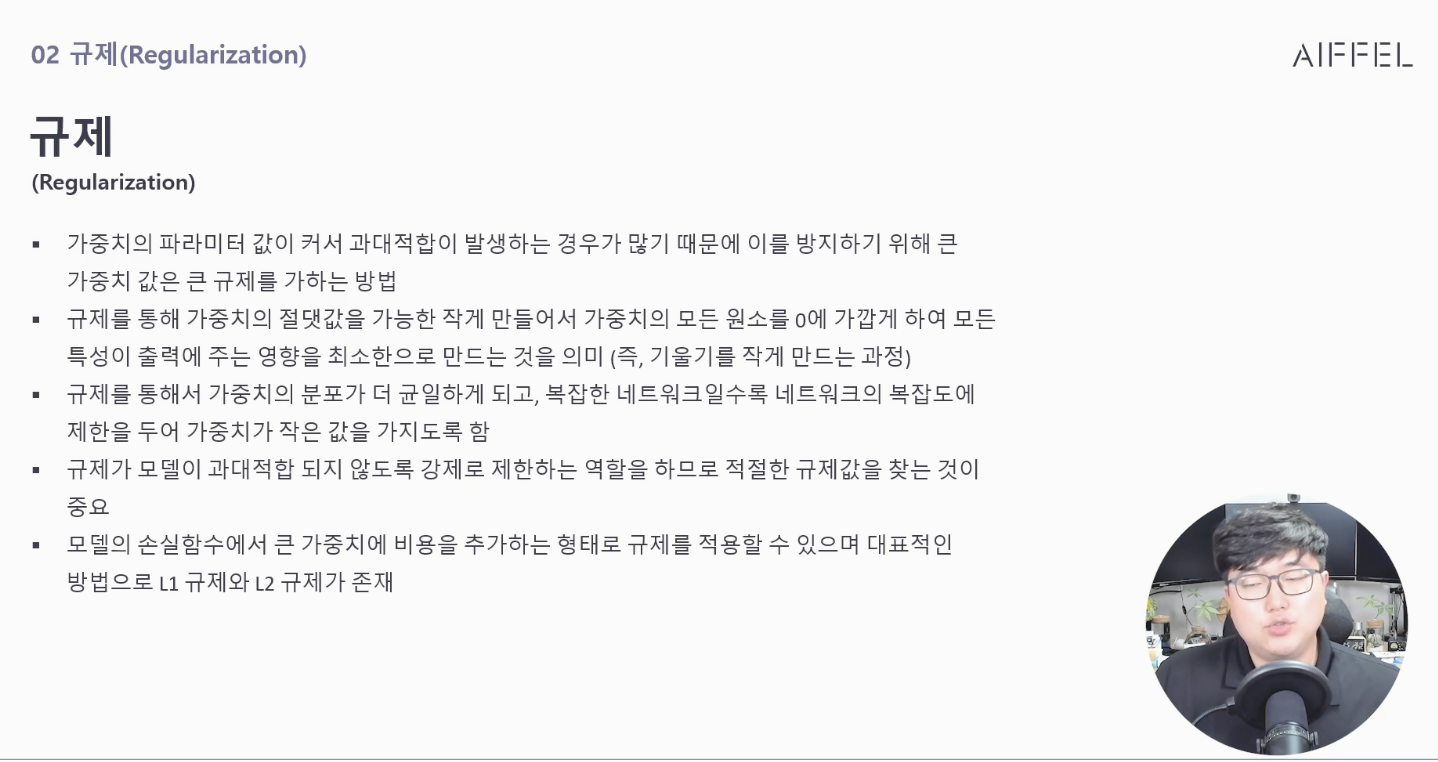 02 규제(Regularization)
AIFFEL
규제
(Regularization)
▪ 가중치의 파라미터 값이 커서 과대적합이 발생하는 경우가 많기 때문에 이를 방지하기 위해 큰
가중치 값은 큰 규제를 가하는 방법
▪ 규제를 통해 가중치의 절댓값을 가능한 작게 만들어서 가중치의 모든 원소를 0에 가깝게 하여 모든
특성이 출력에 주는 영향을 최소한으로 만드는 것을 의미 (즉, 기울기를 작게 만드는 과정)
▪ 규제를 통해서 가중치의 분포가 더 균일하게 되고, 복잡한 네트워크일수록 네트워크의 복잡도에
제한을 두어 가중치가 작은 값을 가지도록 함
▪ 규제가 모델이 과대적합 되지 않도록 강제로 제한하는 역할을 하므로 적절한 규제값을 찾는 것이
중요
▪ 모델의 손실함수에서 큰 가중치에 비용을 추가하는 형태로 규제를 적용할 수 있으며 대표적인
방법으로 L1 규제와 L2 규제가 존재